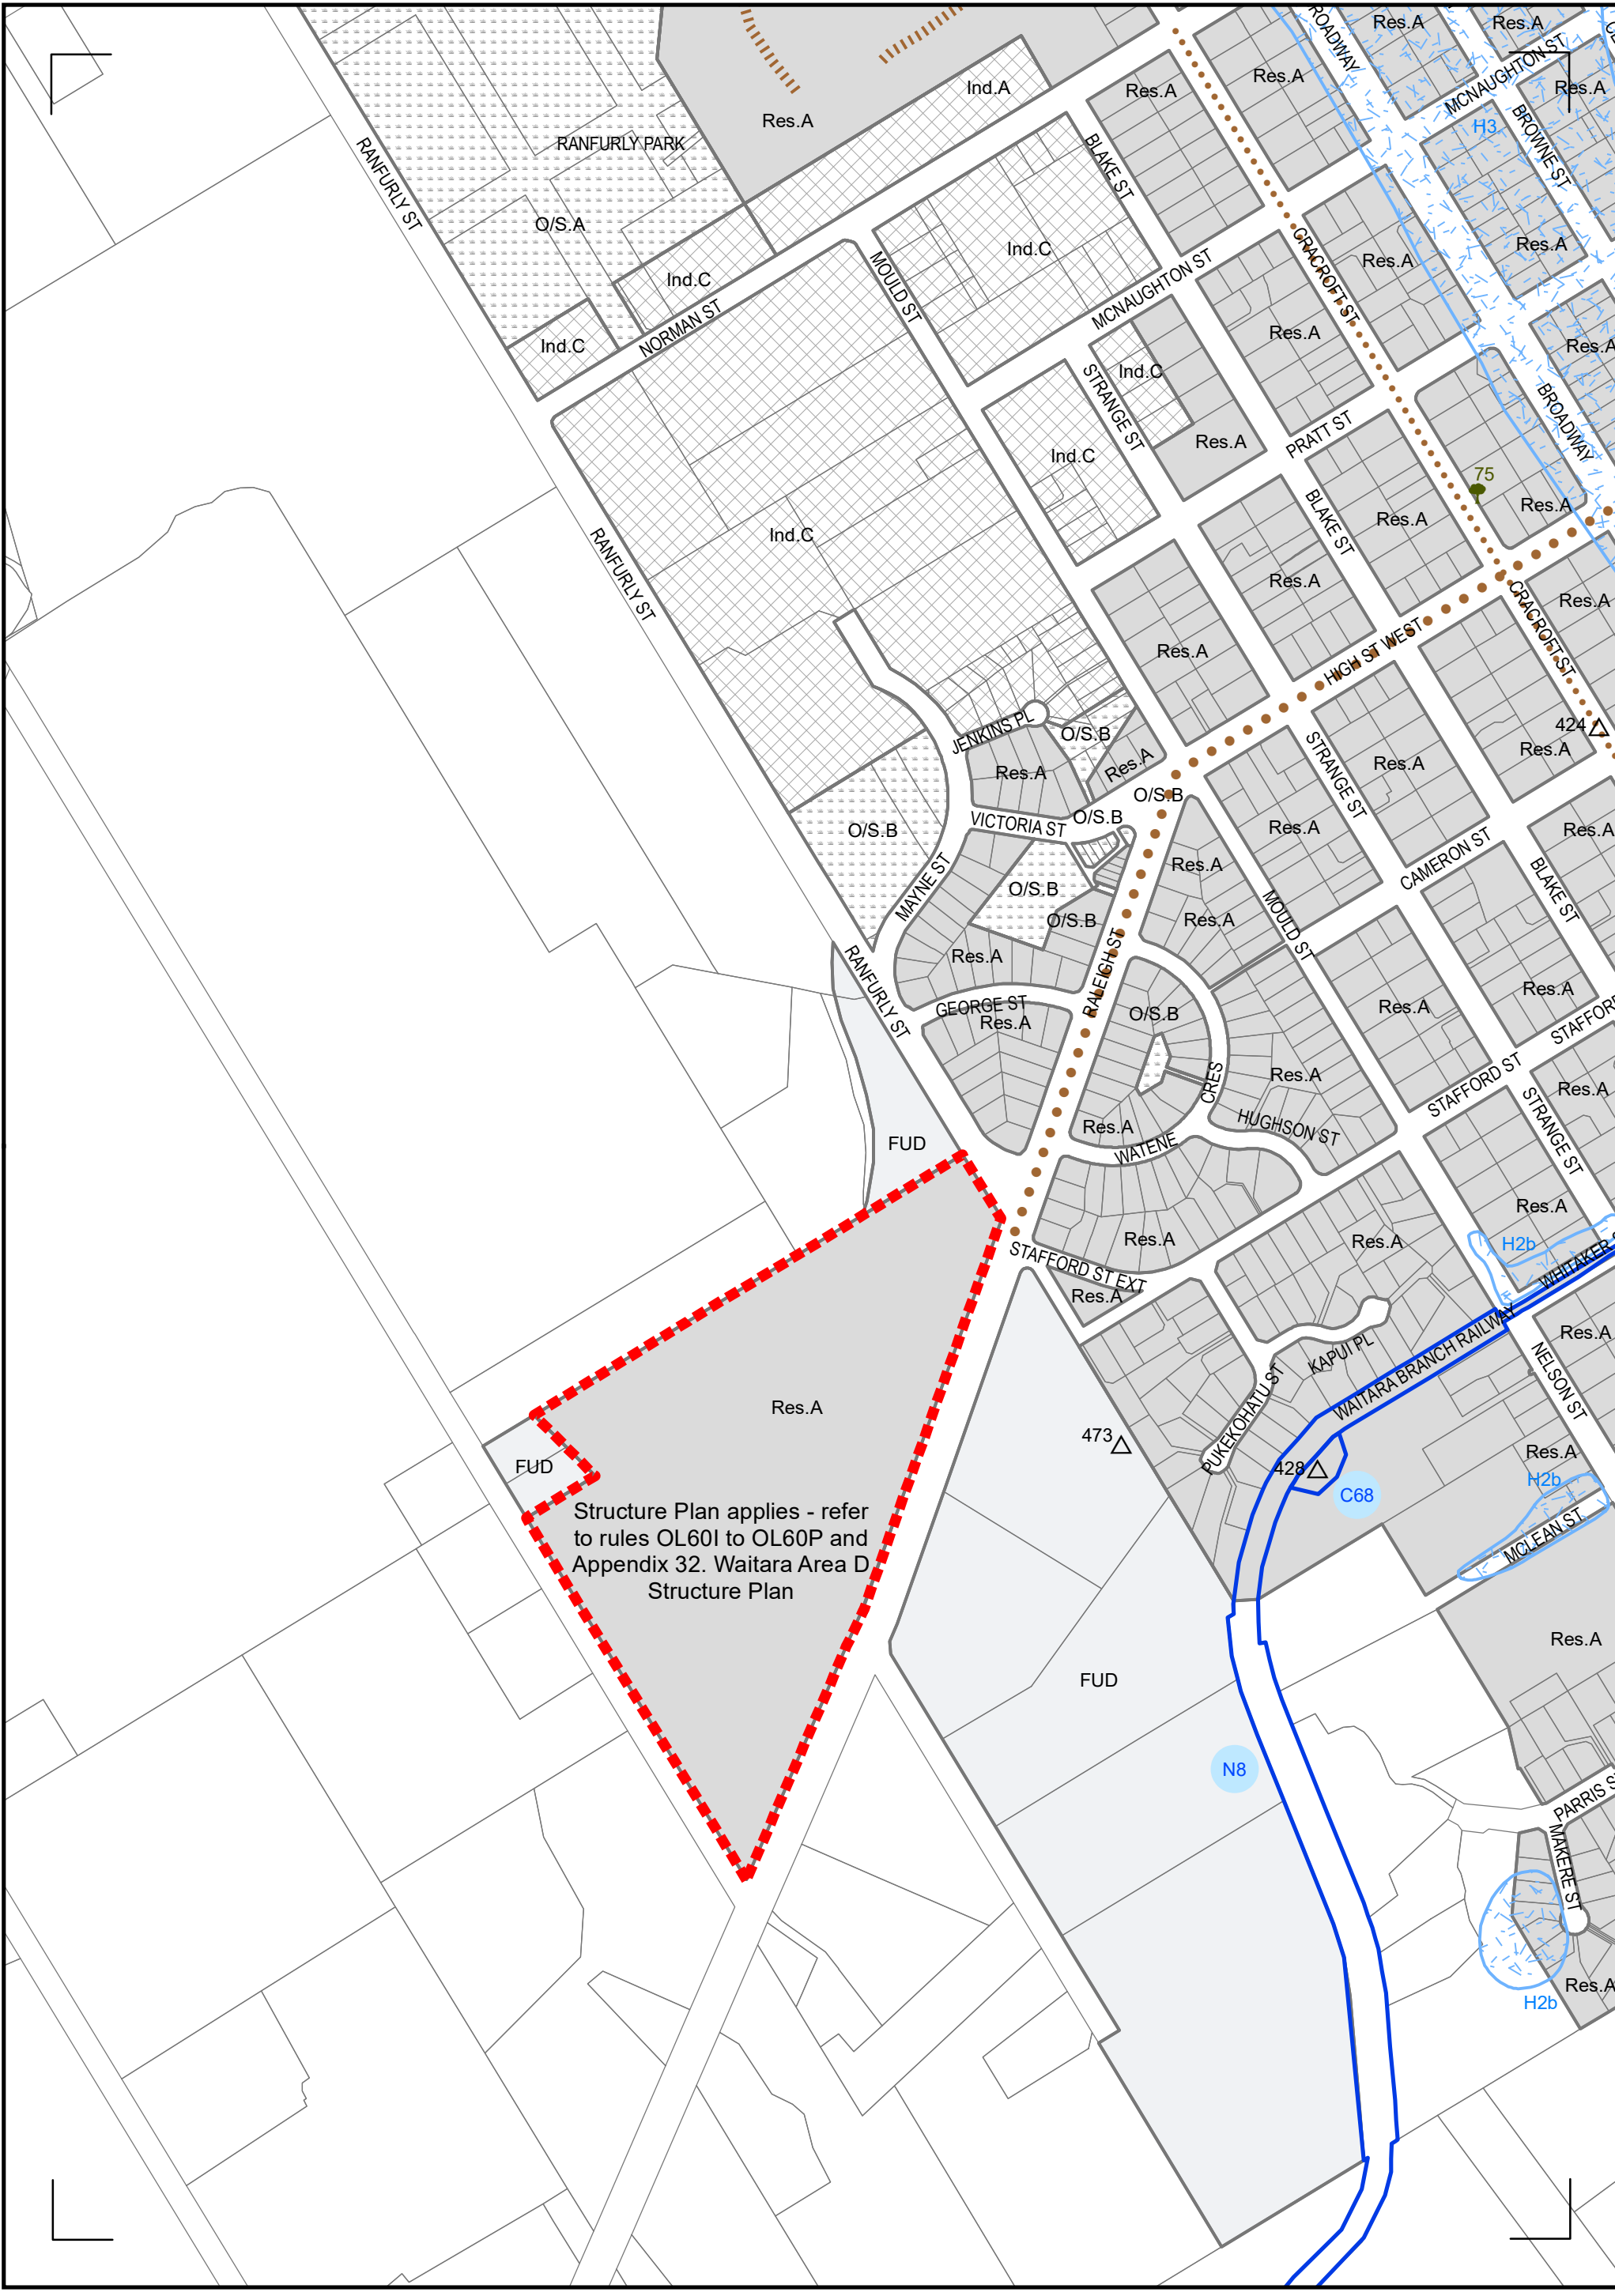 ROADWAY
Res.A
Res.A
MCNAUGHTON ST
Res.A
Res.A
Ind.A
Res.A
Res.A
H3
BROWNE ST
RANFURLY PARK
RANFURLY ST
BLAKE ST
O/S.A
Ind.C
Res.A
Res.A
CRACROFT ST
Ind.C
MOULD ST
MCNAUGHTON ST
NORMAN ST
Ind.C
Res.A
Res.A
Ind.C
STRANGE ST
BROADWAY
PRATT ST
Res.A
Ind.C
75
Res.A
Res.A
BLAKE ST
Ind.C
RANFURLY ST
Res.A
Res.A
CRACROFT ST
HIGH ST WEST
Res.A
JENKINS PL
O/S.B
424
Res.A
STRANGE ST
Res.A
Res.A
Res.A
O/S.B
O/S.B
VICTORIA ST
O/S.B
Res.A
Res.A
CAMERON ST
Res.A
MAYNE ST
O/S.B
BLAKE ST
O/S.B
Res.A
MOULD ST
Res.A
RALEIGH ST
RANFURLY ST
GEORGE ST
Res.A
O/S.B
Res.A
Res.A
STAFFOR
CRES
Res.A
STAFFORD ST
Res.A
STRANGE ST
FUD
Res.A
WATENE
HUGHSON ST
Res.A
Res.A
Res.A
H2b
STAFFORD ST EXT
Res.A
WHITAKER S
WAITARA BRANCH RAILWAY
Res.A
KAPUI PL
NELSON ST
PUKEKOHATU ST
Res.A
473
Res.A
FUD
428
C68
H2b
Structure Plan applies - refer
to rules OL60I to OL60P and
Appendix 32. Waitara Area D
Structure Plan
MCLEAN ST
Res.A
FUD
N8
PARRIS S
MAKERE ST
Res.A
H2b